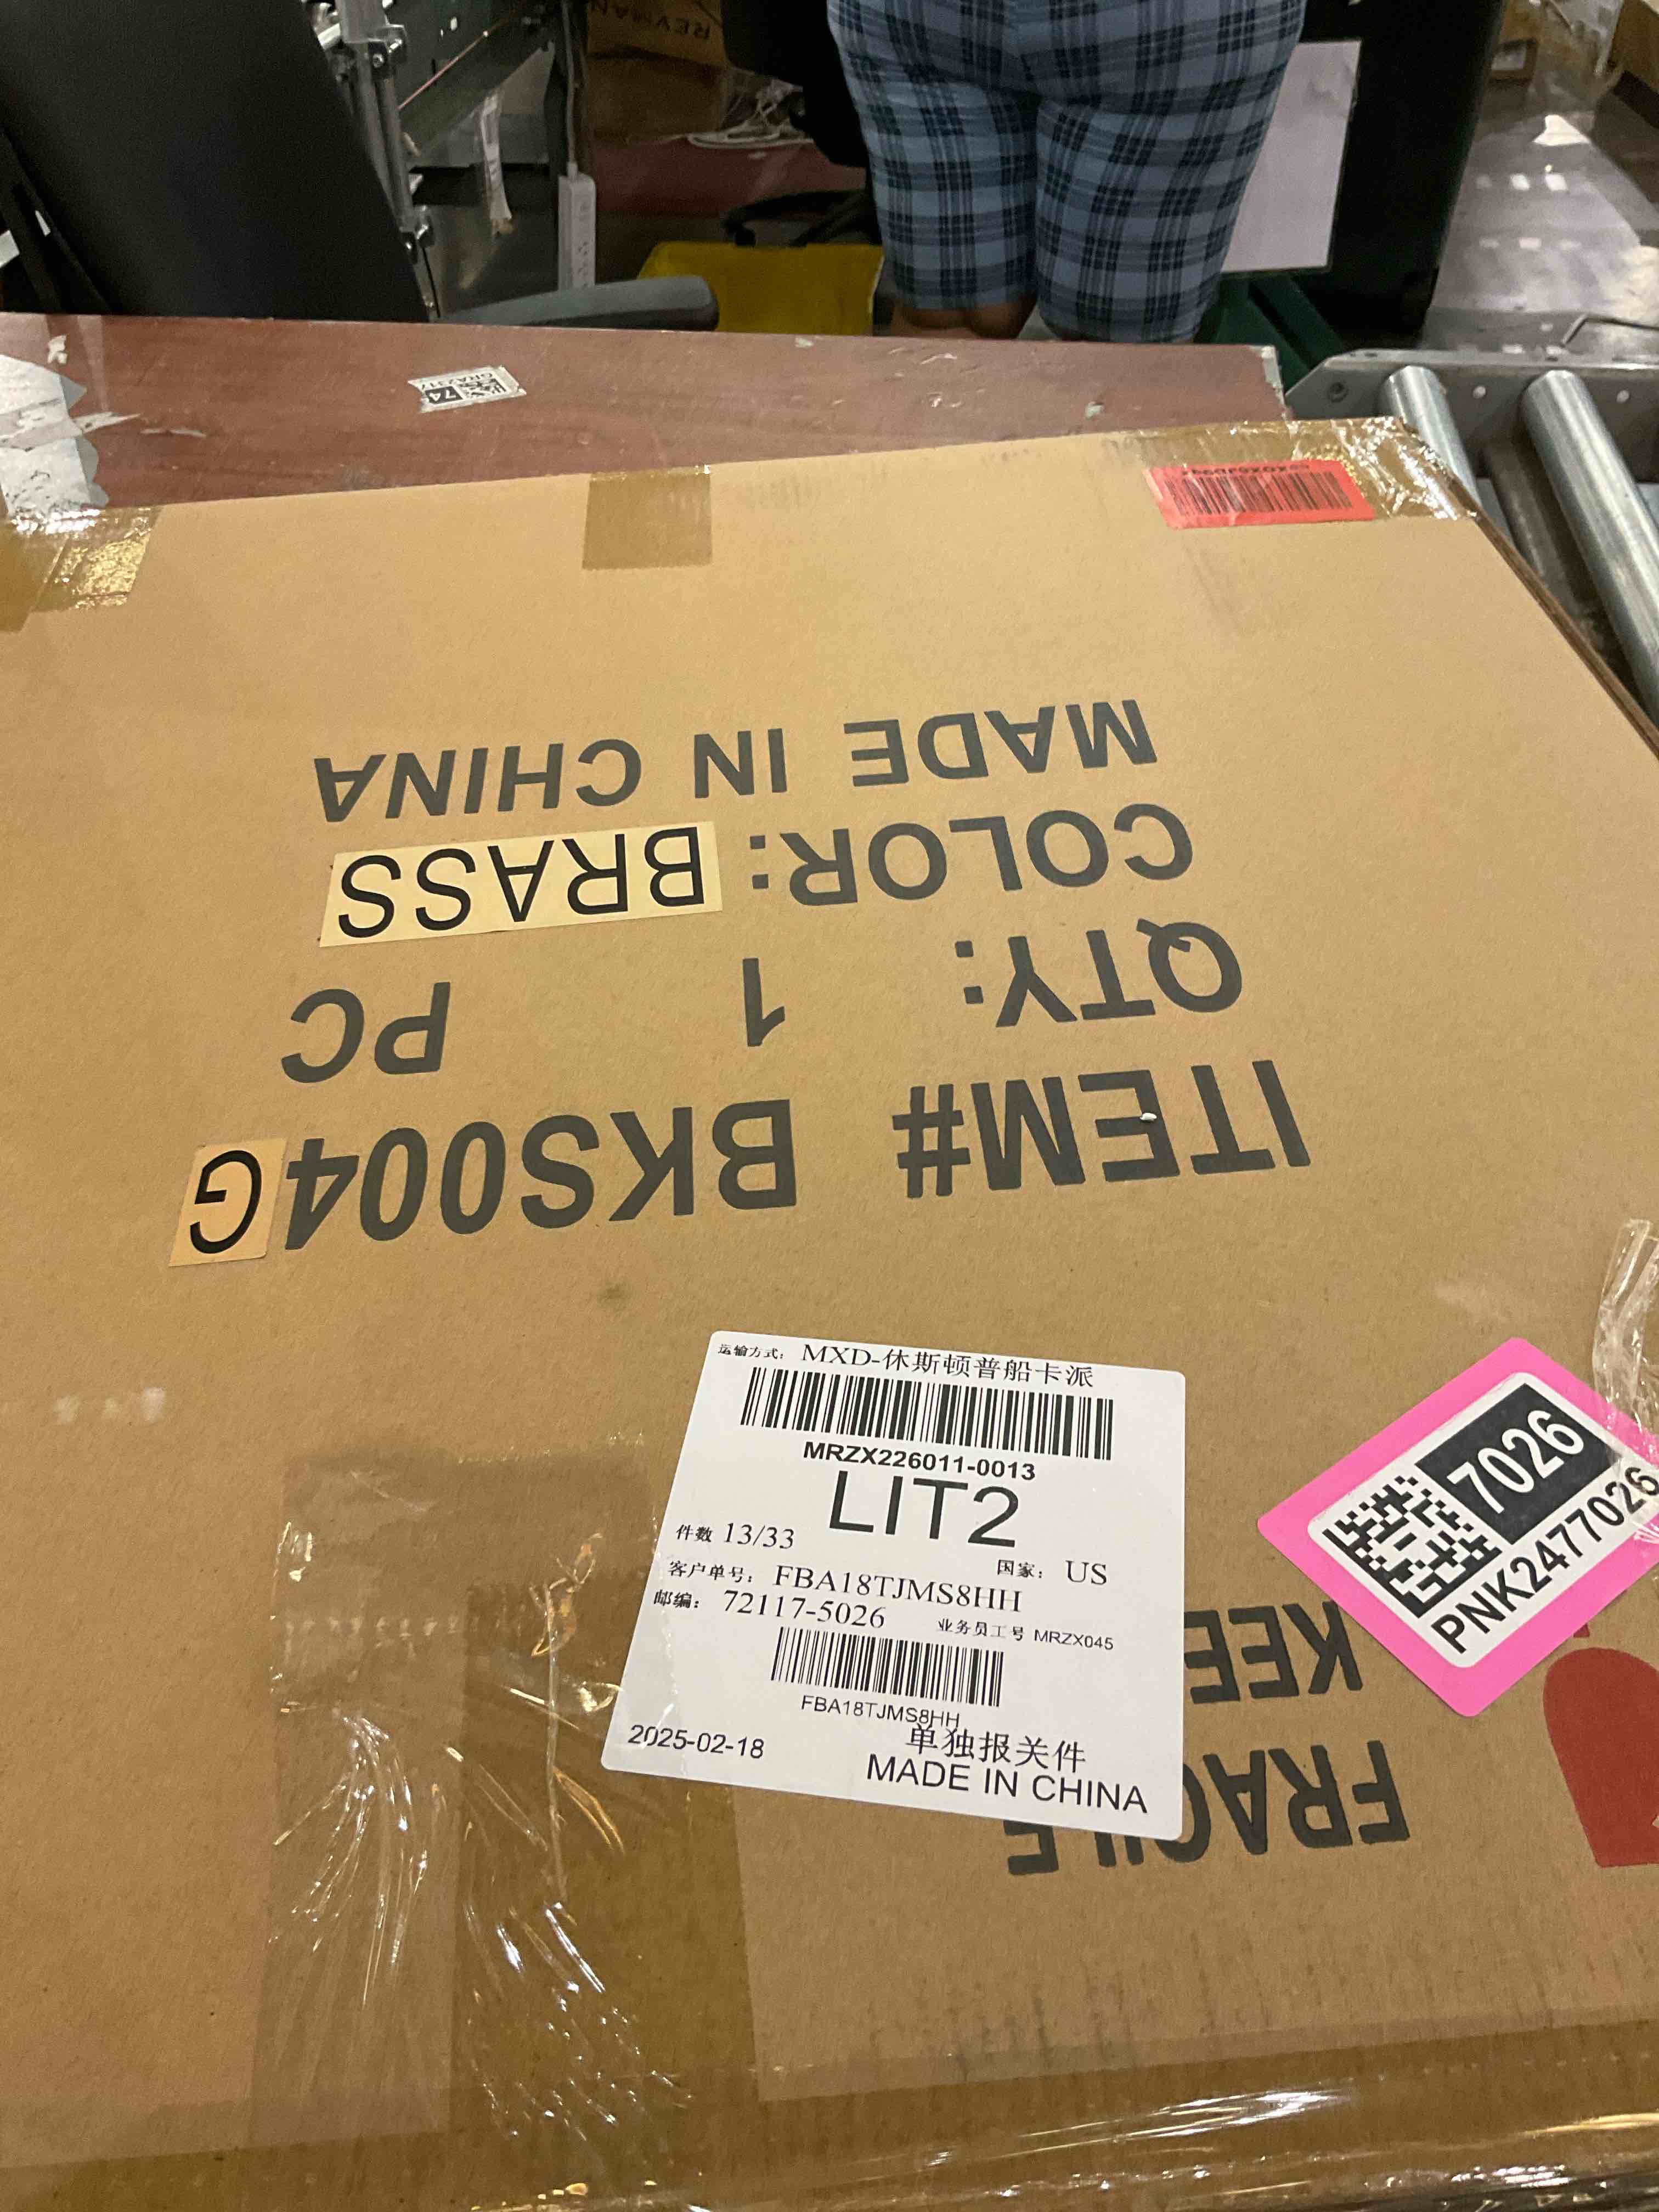 REYMAN
74
ITEM# BKS004G
QTY: 1 PC
COLOR: BRASS
MADE IN CHINA
运输方式: MXD-休斯顿普船卡派
MRZX226011-0013
LIT2
件数 13/33
国家: US
客户单号: FBA18TJMS8HH
邮编: 72117-5026
业务员工号 MRZX045
FBA18TJMS8HH
2025-02-18
单独报关件
MADE IN CHINA
7026
PNK2477026
FRAGILE
KEE